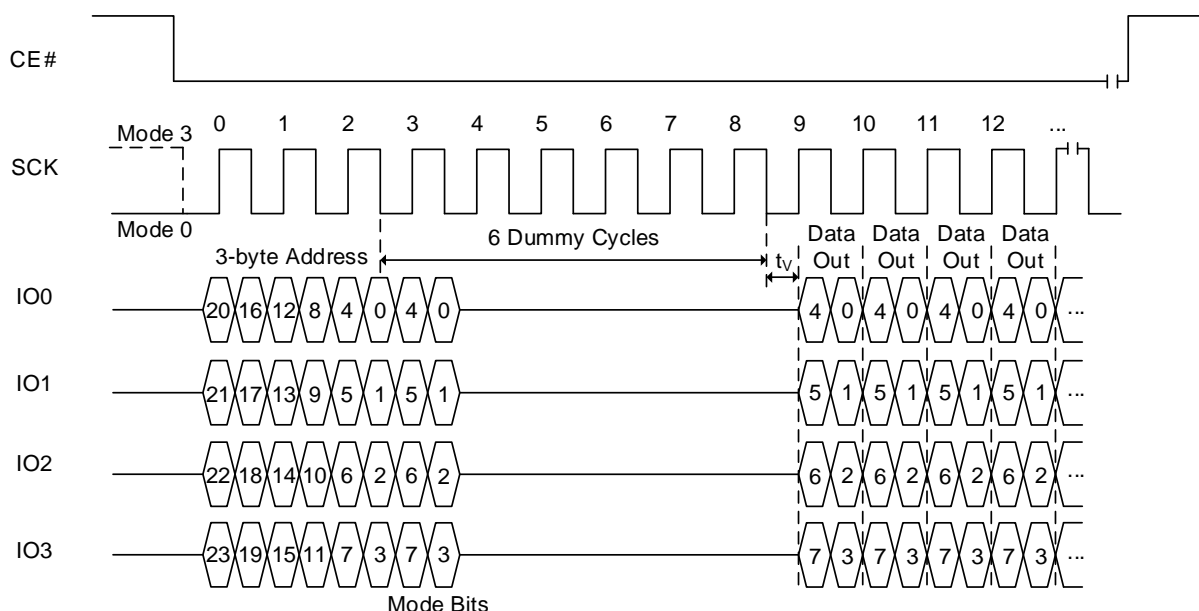 CE#
0 1 2 3 4 5 6 7 8 9 10 11 12 ...
Mode 3
SCK
Mode 0
6 Dummy Cycles
Data Data Data Data
3-byte Address
tV
Out Out Out Out
IO0 20 16 12 8 4 0 4 0 4 0 4 0 4 0 4 0 ...
IO1 21 17 13 9 5 1 5 1 5 1 5 1 5 1 5 1 ...
IO2 22 18 14 10 6 2 6 2 6 2 6 2 6 2 6 2 ...
IO3 23 19 15 11 7 3 7 3 7 3 7 3 7 3 7 3 ...
Mode Bits